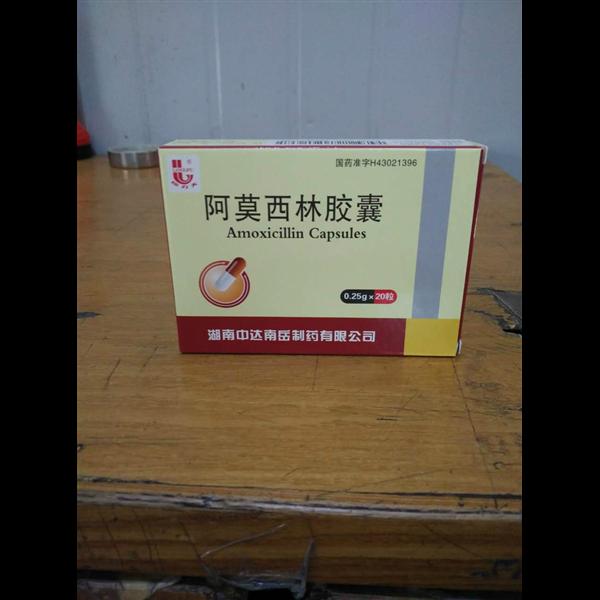 国药准字H43021396
阿莫西林胶囊
Amoxicillin Capsules
0.25g×20粒
湖南中达南岳制药有限公司